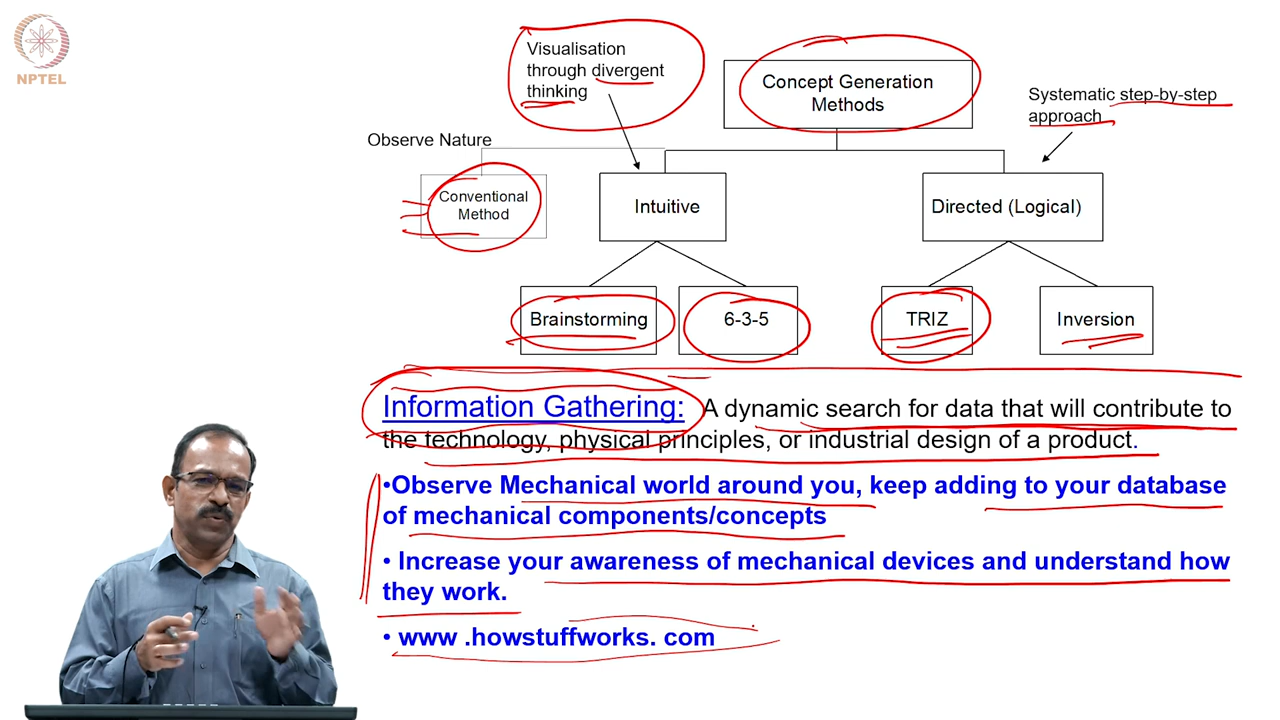 NPTEL
Visualisation
through divergent
thinking
Concept Generation
Methods
Systematic step-by-step
approach
Observe Nature
Conventional
Method
Intuitive
Directed (Logical)
Brainstorming
6-3-5
TRIZ
Inversion
Information Gathering: A dynamic search for data that will contribute to
the technology, physical principles, or industrial design of a product.
•Observe Mechanical world around you, keep adding to your database
of mechanical components/concepts
• Increase your awareness of mechanical devices and understand how
they work.
• www .howstuffworks. com